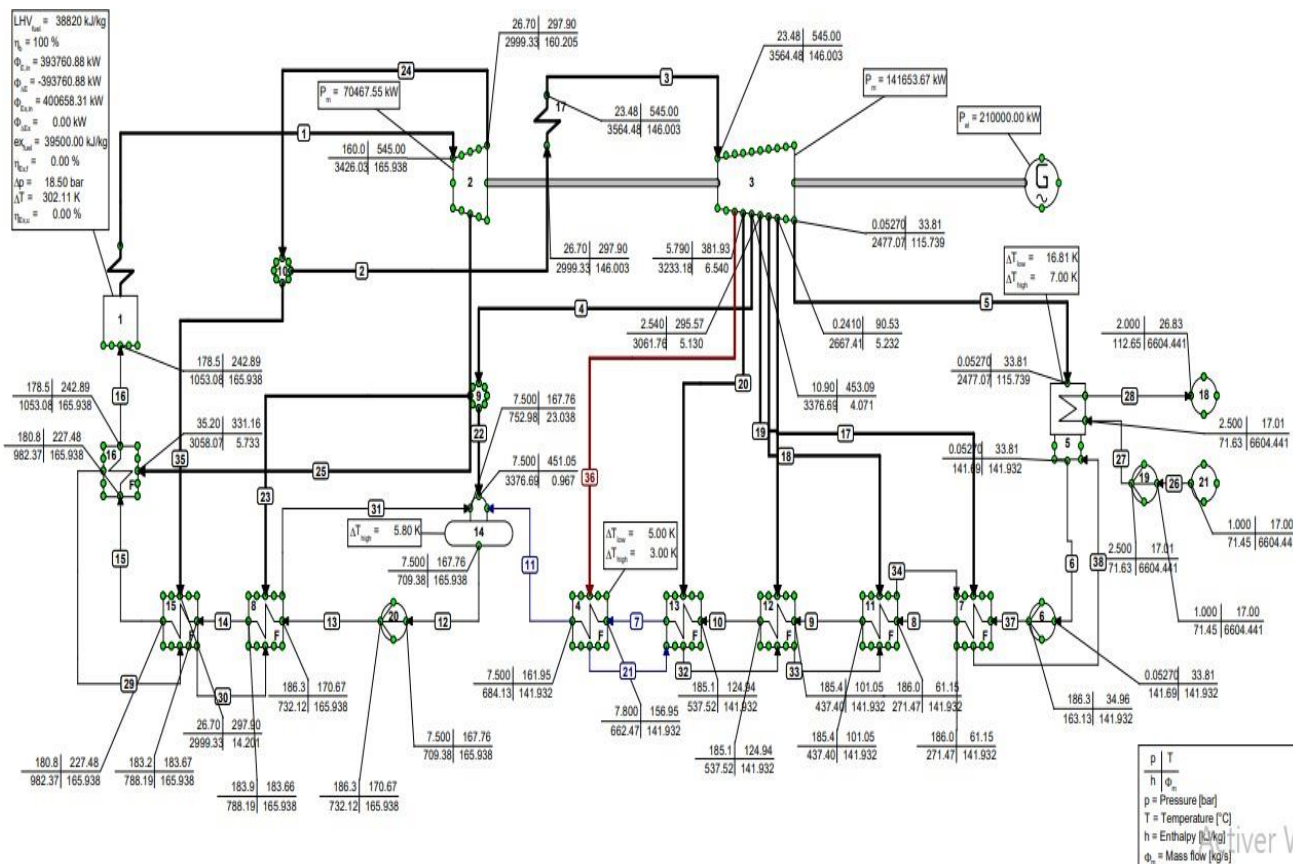 LHV_fuel = 38820 kJ/kg
η_b = 100 %
Φ_E,in = 393760.88 kW
Φ_ΔE = -393760.88 kW
Φ_Ex,in = 400658.31 kW
Φ_ΔEx = 0.00 kW
ex_fuel = 39500.00 kJ/kg
η_Ex,f = 0.00 %
Δp = 18.50 bar
ΔT = 302.11 K
η_Ex,u = 0.00 %
26.70 | 297.90
2999.33 | 160.205
23.48 | 545.00
3564.48 | 146.003
24
P_m = 70467.55 kW
3
P_m = 141653.67 kW
17
23.48 | 545.00
3564.48 | 146.003
P_el = 210000.00 kW
1
160.0 | 545.00
3426.03 | 165.938
2
3
G
~
0.05270 | 33.81
2477.07 | 115.739
10
2
26.70 | 297.90
2999.33 | 146.003
5.790 | 381.93
3233.18 | 6.540
ΔT_low = 16.81 K
ΔT_high = 7.00 K
4
5
1
2.540 | 295.57
3061.76 | 5.130
0.2410 | 90.53
2667.41 | 5.232
2.000 | 26.83
112.65 | 6604.441
178.5 | 242.89
1053.08 | 165.938
0.05270 | 33.81
2477.07 | 115.739
16
20
10.90 | 453.09
3376.69 | 4.071
28
18
178.5 | 242.89
1053.08 | 165.938
9
7.500 | 167.76
752.98 | 23.038
35.20 | 331.16
3058.07 | 5.733
22
19
17
2.500 | 17.01
71.63 | 6604.441
180.8 | 227.48
982.37 | 165.938
16
F
35
25
18
5
0.05270 | 33.81
141.69 | 141.932
27
7.500 | 451.05
3376.69 | 0.967
36
19
26
21
23
31
ΔT_high = 5.80 K
14
ΔT_low = 5.00 K
ΔT_high = 3.00 K
1.000 | 17.00
71.45 | 6604.441
15
7.500 | 167.76
709.38 | 165.938
11
2.500 | 17.01
71.63 | 6604.441
38
6
34
15
F
14
8
F
13
20
12
4
F
7
13
F
10
12
F
9
11
F
8
7
F
37
6
1.000 | 17.00
71.45 | 6604.441
29
30
186.3 | 170.67
732.12 | 165.938
7.500 | 161.95
684.13 | 141.932
21
32
185.1 | 124.94
537.52 | 141.932
33
185.4 | 101.05
437.40 | 141.932
186.0 | 61.15
271.47 | 141.932
0.05270 | 33.81
141.69 | 141.932
26.70 | 297.90
2999.33 | 14.201
7.800 | 156.95
662.47 | 141.932
186.3 | 34.96
163.13 | 141.932
180.8 | 227.48
982.37 | 165.938
183.2 | 183.67
788.19 | 165.938
183.9 | 183.66
788.19 | 165.938
186.3 | 170.67
732.12 | 165.938
7.500 | 167.76
709.38 | 165.938
185.1 | 124.94
537.52 | 141.932
185.4 | 101.05
437.40 | 141.932
186.0 | 61.15
271.47 | 141.932
p | T
h | Φ_m
p = Pressure [bar]
T = Temperature [°C]
h = Enthalpy [kJ/kg]
Φ_m = Mass flow [kg/s]
Activer